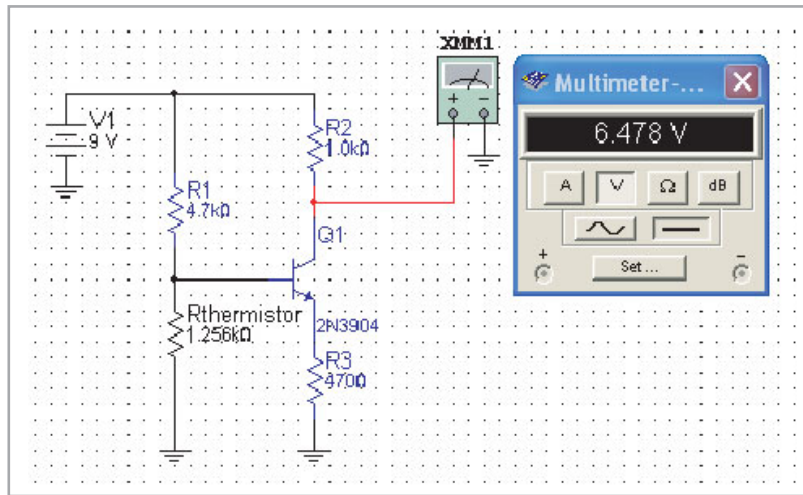 XMM1
Multimeter-...
6.478 V
A V Ω dB
+ -
Set...
V1
9 V
R2
1.0kΩ
R1
4.7kΩ
Q1
Rthermistor
1.256kΩ
2N3904
R3
470Ω